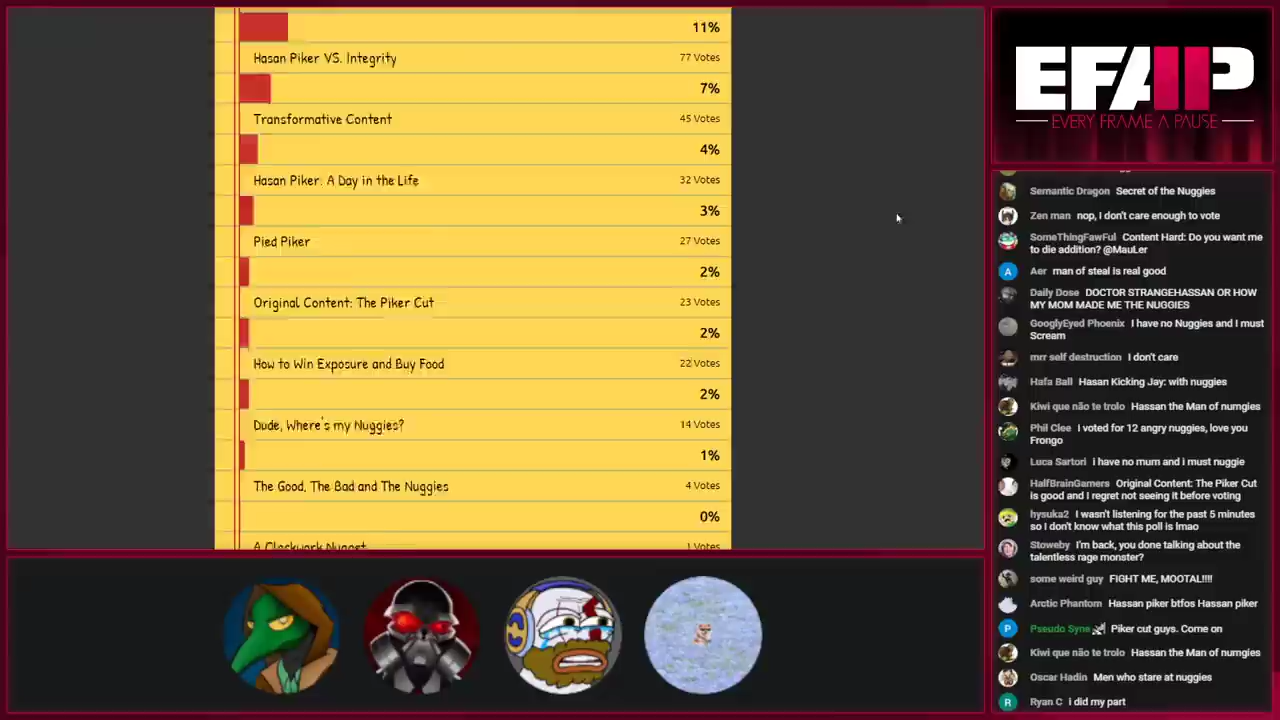 11%
Hasan Piker VS. Integrity
77 Votes
7%
Transformative Content
45 Votes
4%
Hasan Piker: A Day in the Life
32 Votes
3%
Pied Piker
27 Votes
2%
Original Content: The Piker Cut
23 Votes
2%
How to Win Exposure and Buy Food
22 Votes
2%
Dude, Where's my Nuggies?
14 Votes
1%
The Good, The Bad and The Nuggies
4 Votes
0%
A Clockwork Nugget
1 Votes
EFAP
EVERY FRAME A PAUSE
Semantic Dragon Secret of the Nuggies
Zen man nop, I don't care enough to vote
SomeThingFawFul Content Hard: Do you want me
to die addition? @MauLer
A
Aer man of steal is real good
Daily Dose DOCTOR STRANGEHASSAN OR HOW
MY MOM MADE ME THE NUGGIES
GooglyEyed Phoenix I have no Nuggies and I must
Scream
mrr self destruction I don't care
Hafa Ball Hasan Kicking Jay: with nuggies
Kiwi que não te trolo Hassan the Man of numgies
Phil Clee i voted for 12 angry nuggies, love you
Frongo
Luca Sartori i have no mum and i must nuggie
HalfBrainGamers Original Content: The Piker Cut
is good and I regret not seeing it before voting
hysuka2 I wasn't listening for the past 5 minutes
so I don't know what this poll is lmao
Stoweby I'm back, you done talking about the
talentless rage monster?
some weird guy FIGHT ME, MOOTAL!!!!
Arctic Phantom Hassan piker btfos Hassan piker
P
Pseudo Syne Piker cut guys. Come on
Kiwi que não te trolo Hassan the Man of numgies
Oscar Hadin Men who stare at nuggies
R
Ryan C i did my part